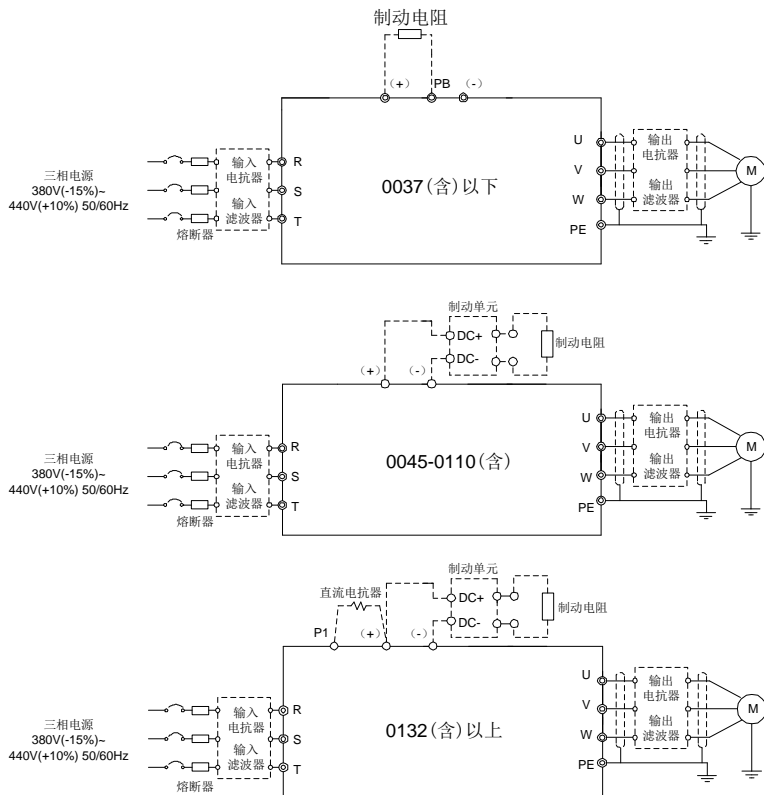 制动电阻
（+） PB （-）
三相电源
380V(-15%)~
440V(+10%) 50/60Hz
熔断器
输入
电抗器
输入
滤波器
R
S
T
0037(含)以下
U
V
W
PE
输出
电抗器
输出
滤波器
M
制动单元
DC+
DC-
制动电阻
（+） （-）
三相电源
380V(-15%)~
440V(+10%) 50/60Hz
熔断器
输入
电抗器
输入
滤波器
R
S
T
0045-0110(含)
U
V
W
PE
输出
电抗器
输出
滤波器
M
制动单元
直流电抗器
DC+
DC-
制动电阻
P1 （+） （-）
三相电源
380V(-15%)~
440V(+10%) 50/60Hz
熔断器
输入
电抗器
输入
滤波器
R
S
T
0132(含)以上
U
V
W
PE
输出
电抗器
输出
滤波器
M